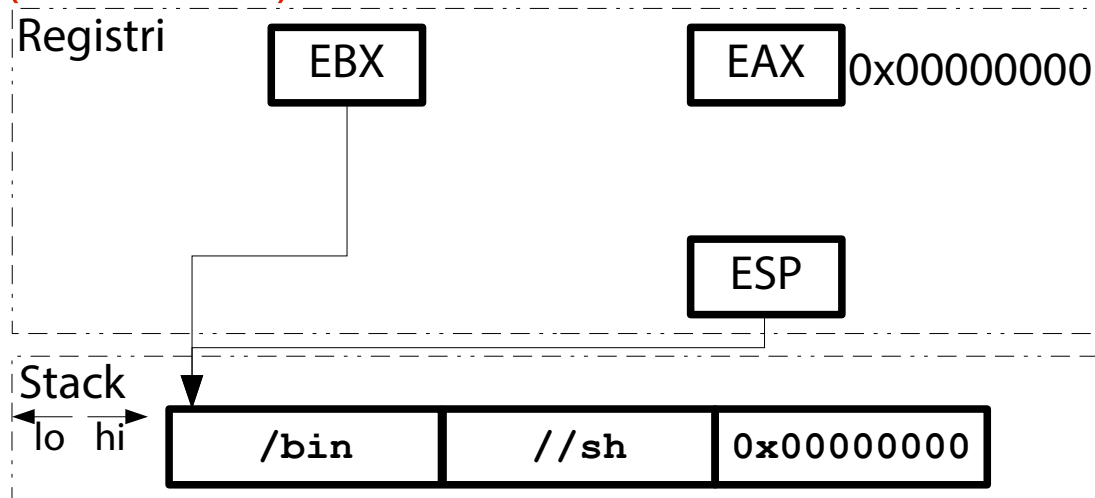 Registri
EBX
EAX 0x00000000
ESP
Stack
lo hi
/bin //sh 0x00000000